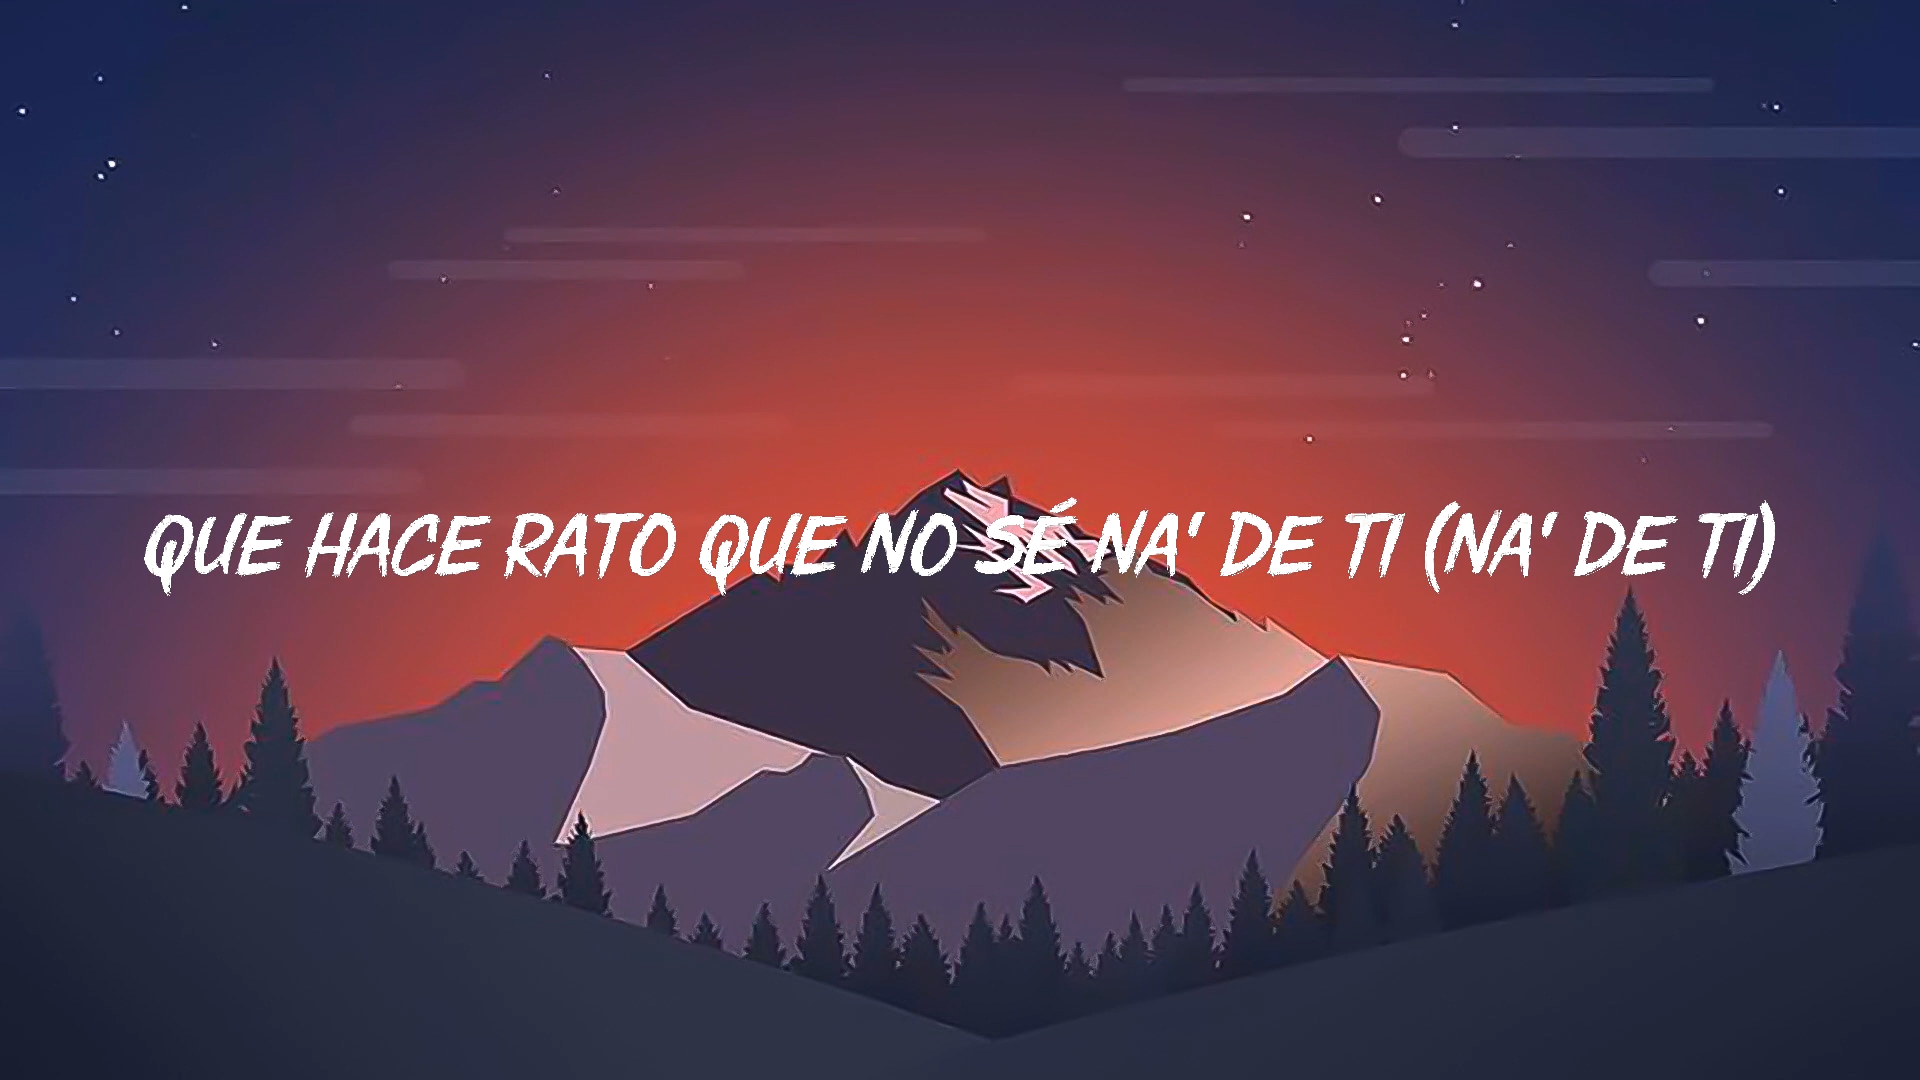 QUE HACE RATO QUE NO SÉ NA' DE TI (NA' DE TI)